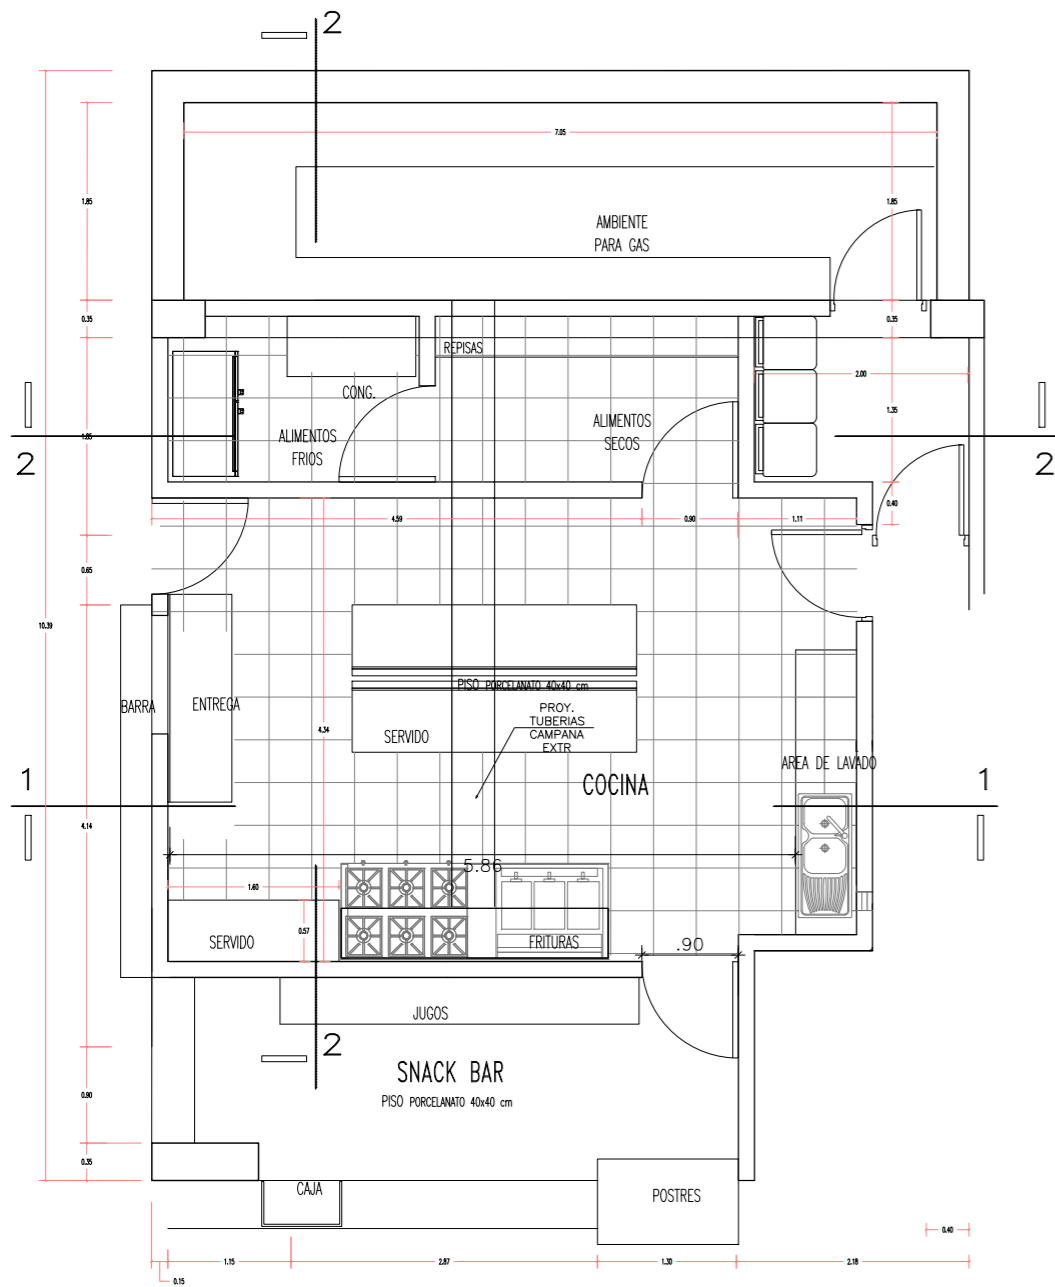 2
7.05
1.85
1.85
AMBIENTE
PARA GAS
0.35
0.35
REPISAS
CONG.
2.00
1.35
ALIMENTOS
FRIOS
ALIMENTOS
SECOS
2
2
4.59
0.90
1.11
0.40
0.65
10.39
PISO PORCELANATO 40x40 cm
BARRA
ENTREGA
4.34
SERVIDO
PROY.
TUBERIAS
CAMPANA
EXTR
COCINA
AREA DE LAVADO
1
1
4.14
5.86
1.60
0.57
SERVIDO
FRITURAS
.90
JUGOS
2
SNACK BAR
PISO PORCELANATO 40x40 cm
0.90
0.35
CAJA
POSTRES
0.40
1.15
2.87
1.30
2.18
0.15